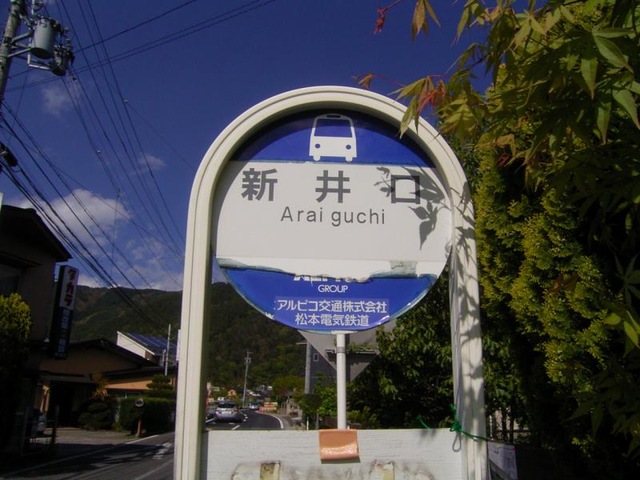 新井口
Arai guchi
GROUP
アルピコ交通株式会社
松本電気鉄道